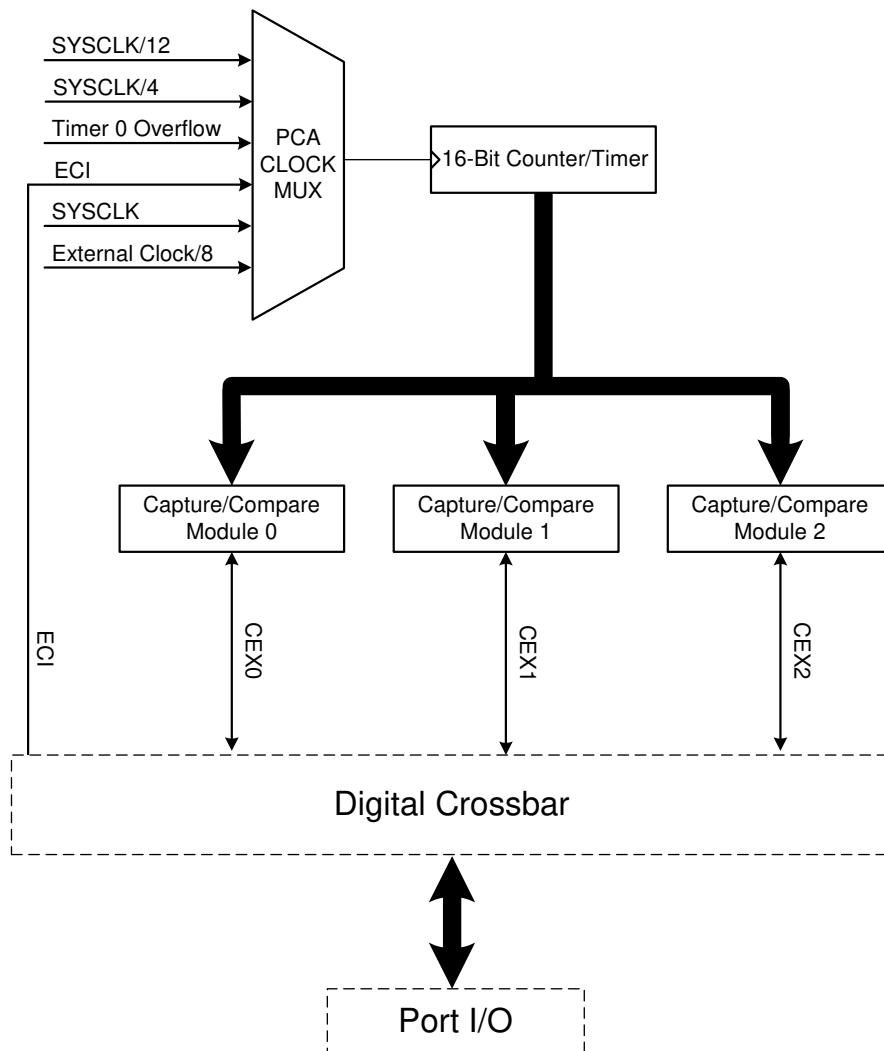 SYSCLK/12
SYSCLK/4
Timer 0 Overflow
ECI
SYSCLK
External Clock/8
PCA
CLOCK
MUX
16-Bit Counter/Timer
Capture/Compare
Module 0
Capture/Compare
Module 1
Capture/Compare
Module 2
ECI
CEX0
CEX1
CEX2
Digital Crossbar
Port I/O